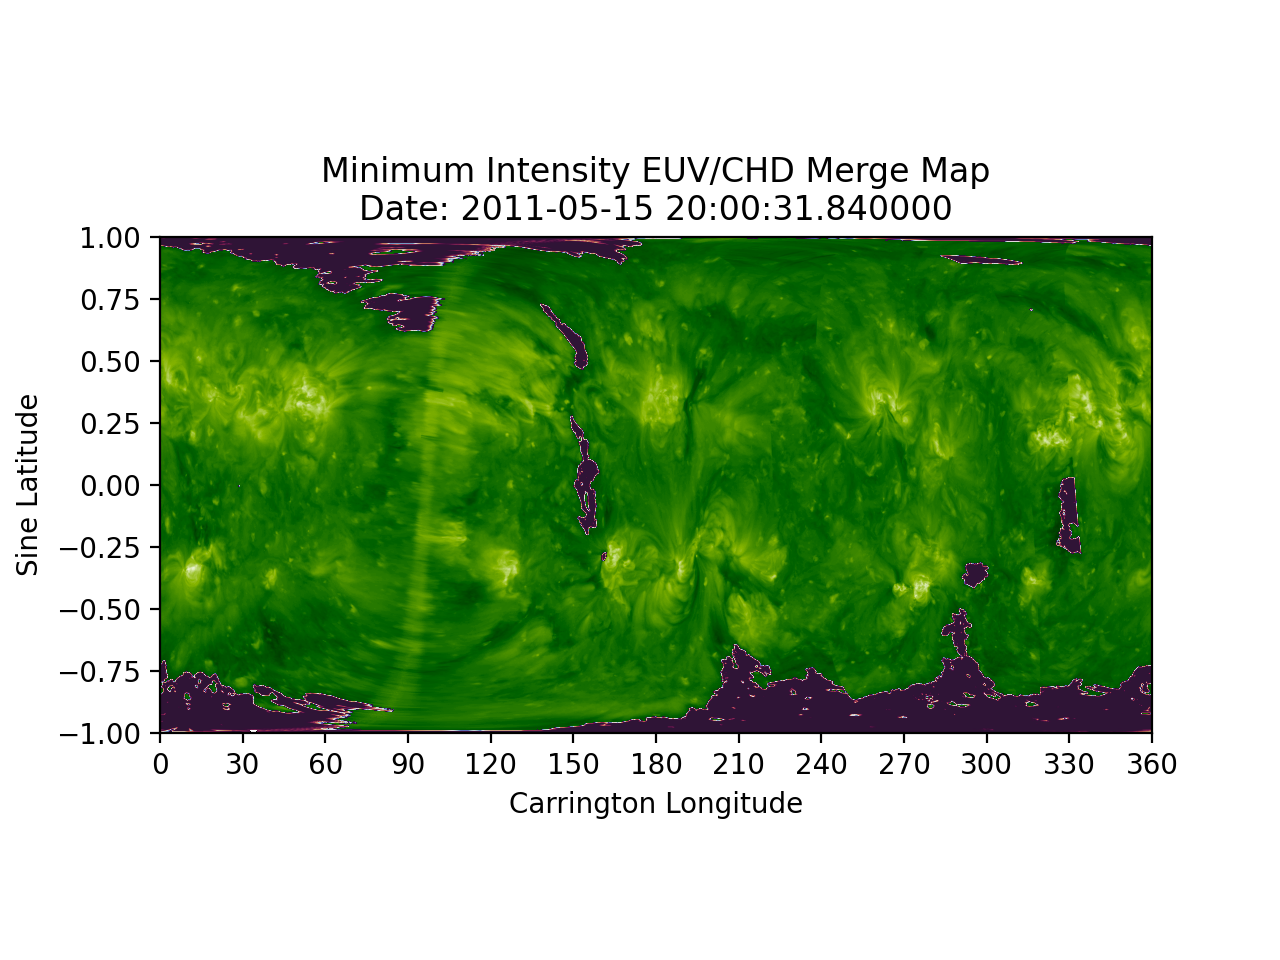 Minimum Intensity EUV/CHD Merge Map
Date: 2011-05-15 20:00:31.840000
1.00
0.75
0.50
0.25
0.00
−0.25
−0.50
−0.75
−1.00
Sine Latitude
0 30 60 90 120 150 180 210 240 270 300 330 360
Carrington Longitude